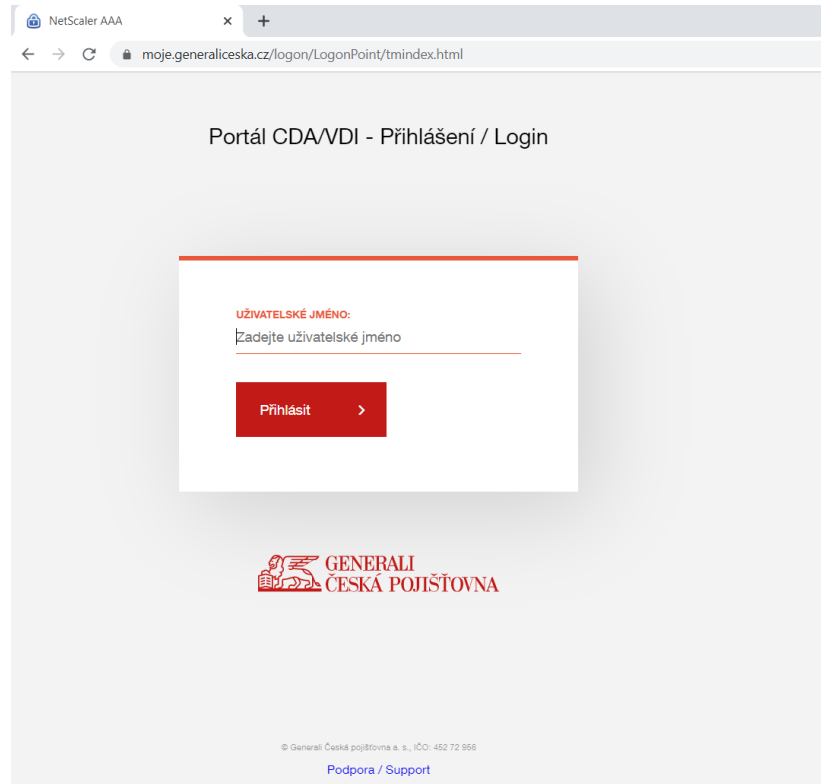 NetScaler AAA
moje.generaliceska.cz/logon/LogonPoint/tmindex.html
Portál CDA/VDI - Přihlášení / Login
UŽIVATELSKÉ JMÉNO:
Zadejte uživatelské jméno
Přihlásit
GENERALI
ČESKÁ POJIŠŤOVNA
© Generali Česká pojišťovna a. s., IČO: 452 72 956
Podpora / Support